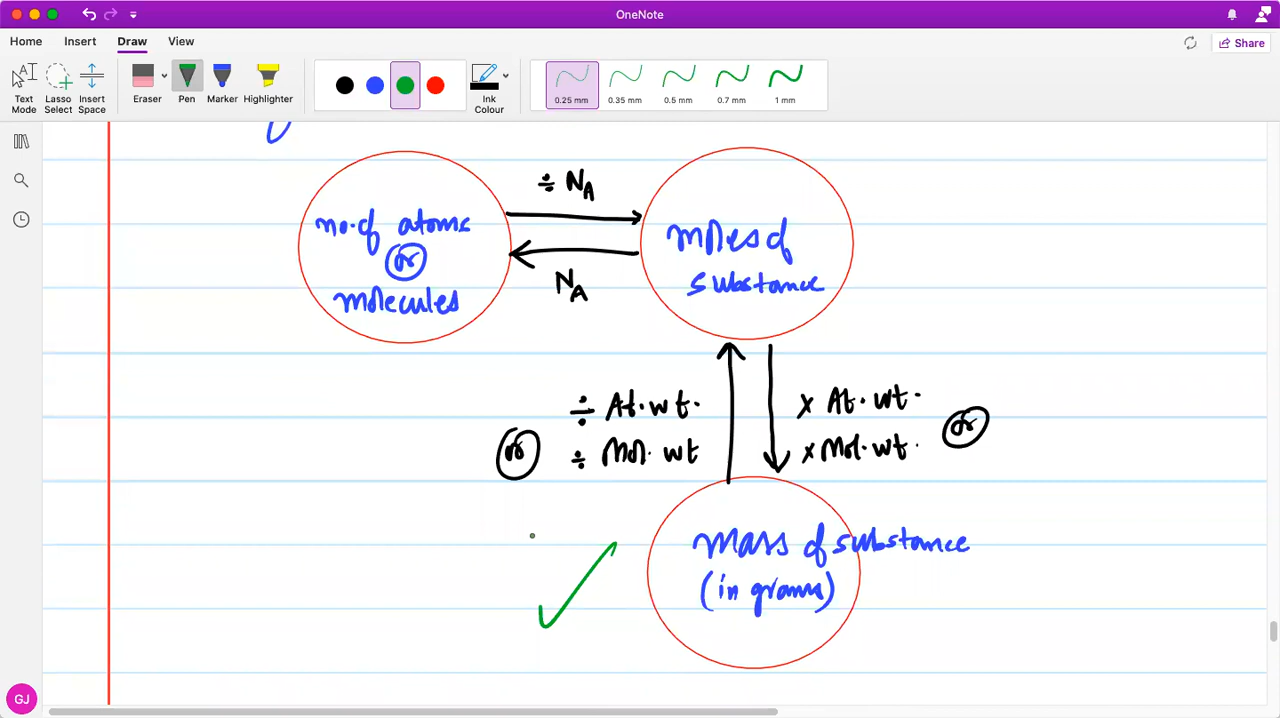 OneNote
Home Insert Draw View
Share
Text Mode
Lasso Select
Insert Space
Eraser
Pen
Marker
Highlighter
Ink Colour
0.25 mm
0.35 mm
0.5 mm
0.7 mm
1 mm
÷ NA
no. of atoms
or
molecules
moles of
substance
NA
÷ At. wt.
or
÷ Mol. wt
x At. wt.
or
x Mol. wt.
mass of substance
(in grams)
GJ